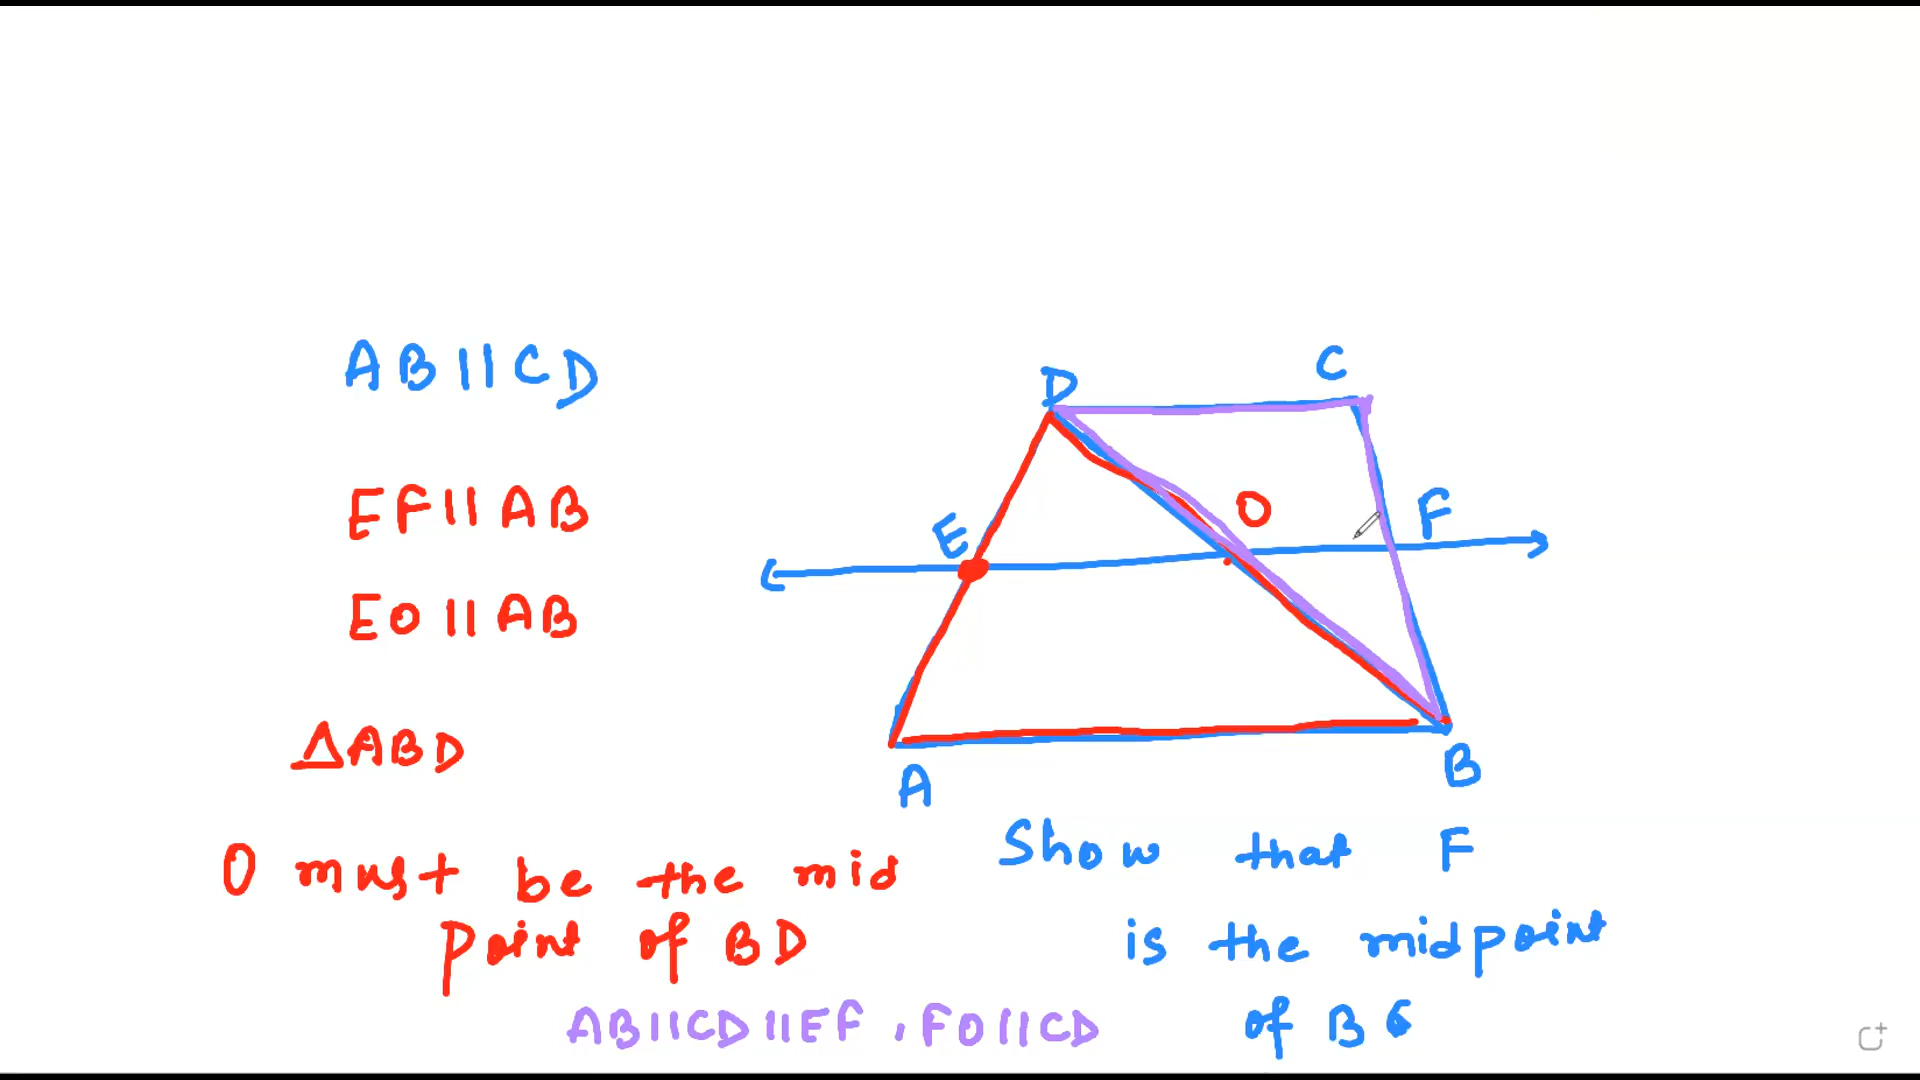 AB||CD
EF||AB
EO||AB
△ABD
O must be the mid
point of BD
AB||CD||EF, FO||CD
D
C
E
O
F
A
B
Show that F
is the midpoint
of BC